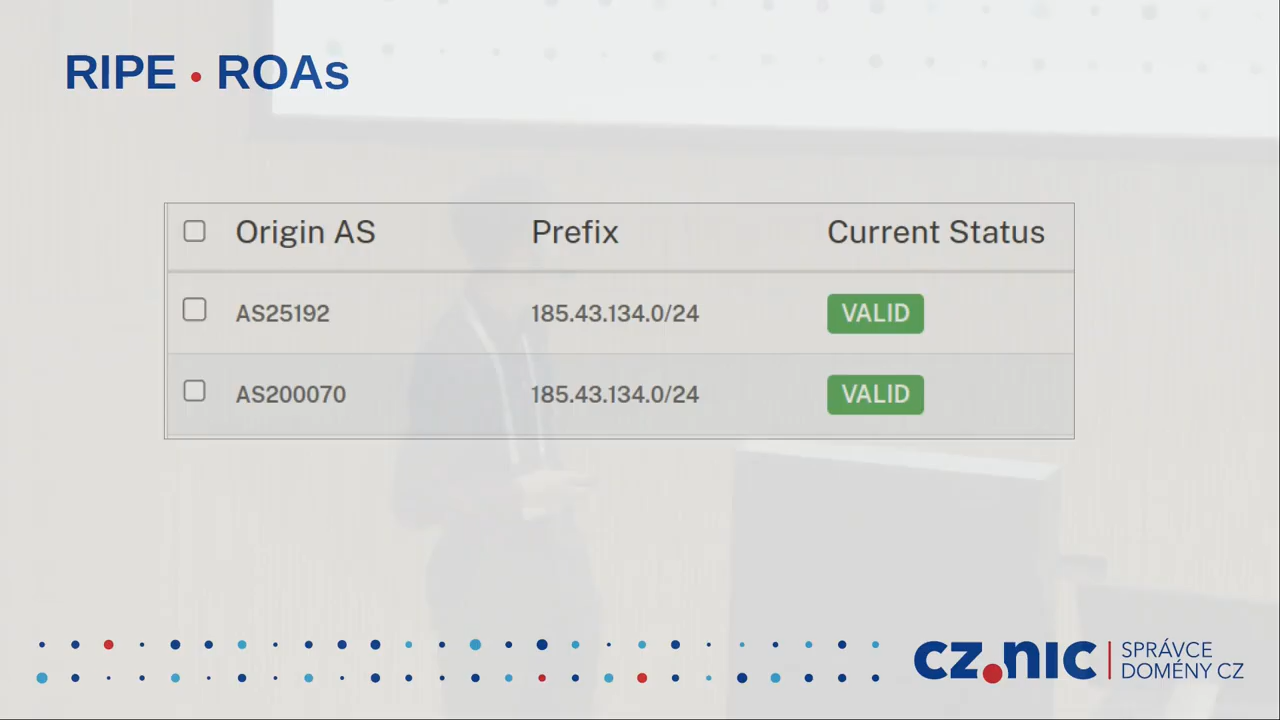 RIPE • ROAs
Origin AS Prefix Current Status
AS25192 185.43.134.0/24 VALID
AS200070 185.43.134.0/24 VALID
cz.nic SPRÁVCE
DOMÉNY CZ